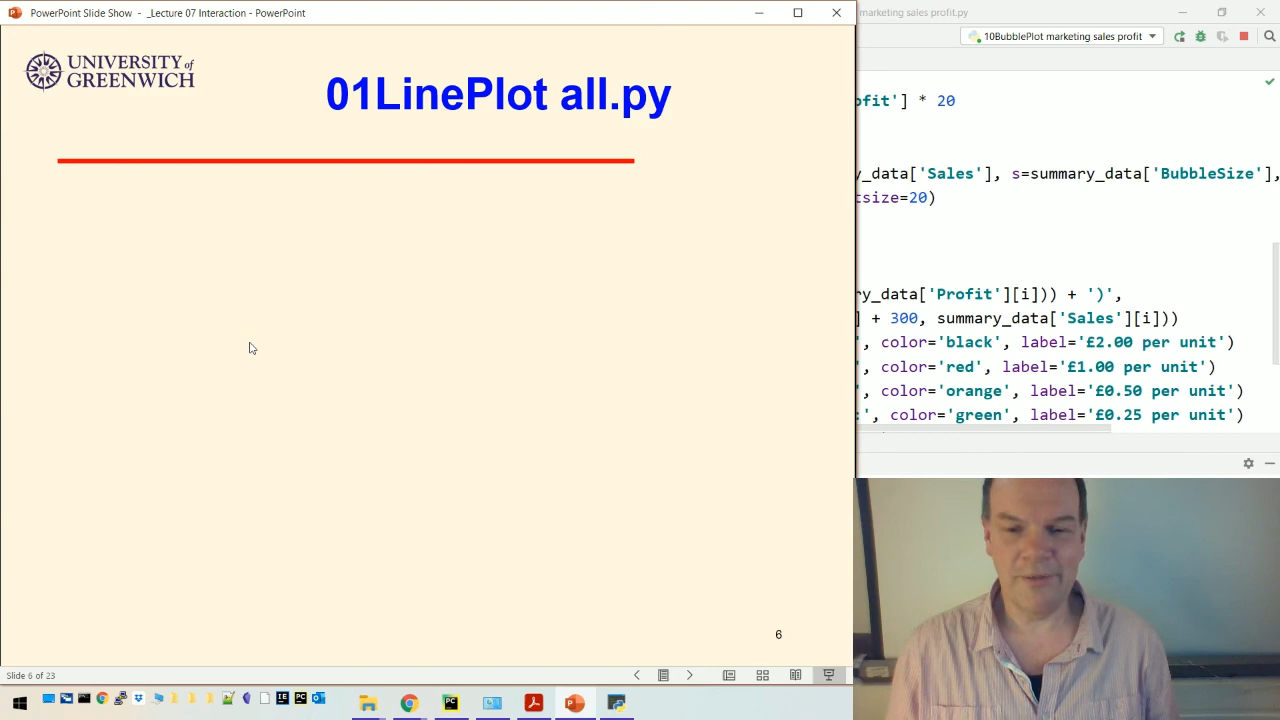 PowerPoint Slide Show - _Lecture 07 Interaction - PowerPoint
marketing sales profit.py
UNIVERSITY of
GREENWICH
10BubblePlot marketing sales profit
01LinePlot all.py
ofit'] * 20
y_data['Sales'], s=summary_data['BubbleSize'],
tsize=20)
ry_data['Profit'][i])) + ')',
] + 300, summary_data['Sales'][i]))
', color='black', label='£2.00 per unit')
', color='red', label='£1.00 per unit')
', color='orange', label='£0.50 per unit')
:', color='green', label='£0.25 per unit')
6
Slide 6 of 23